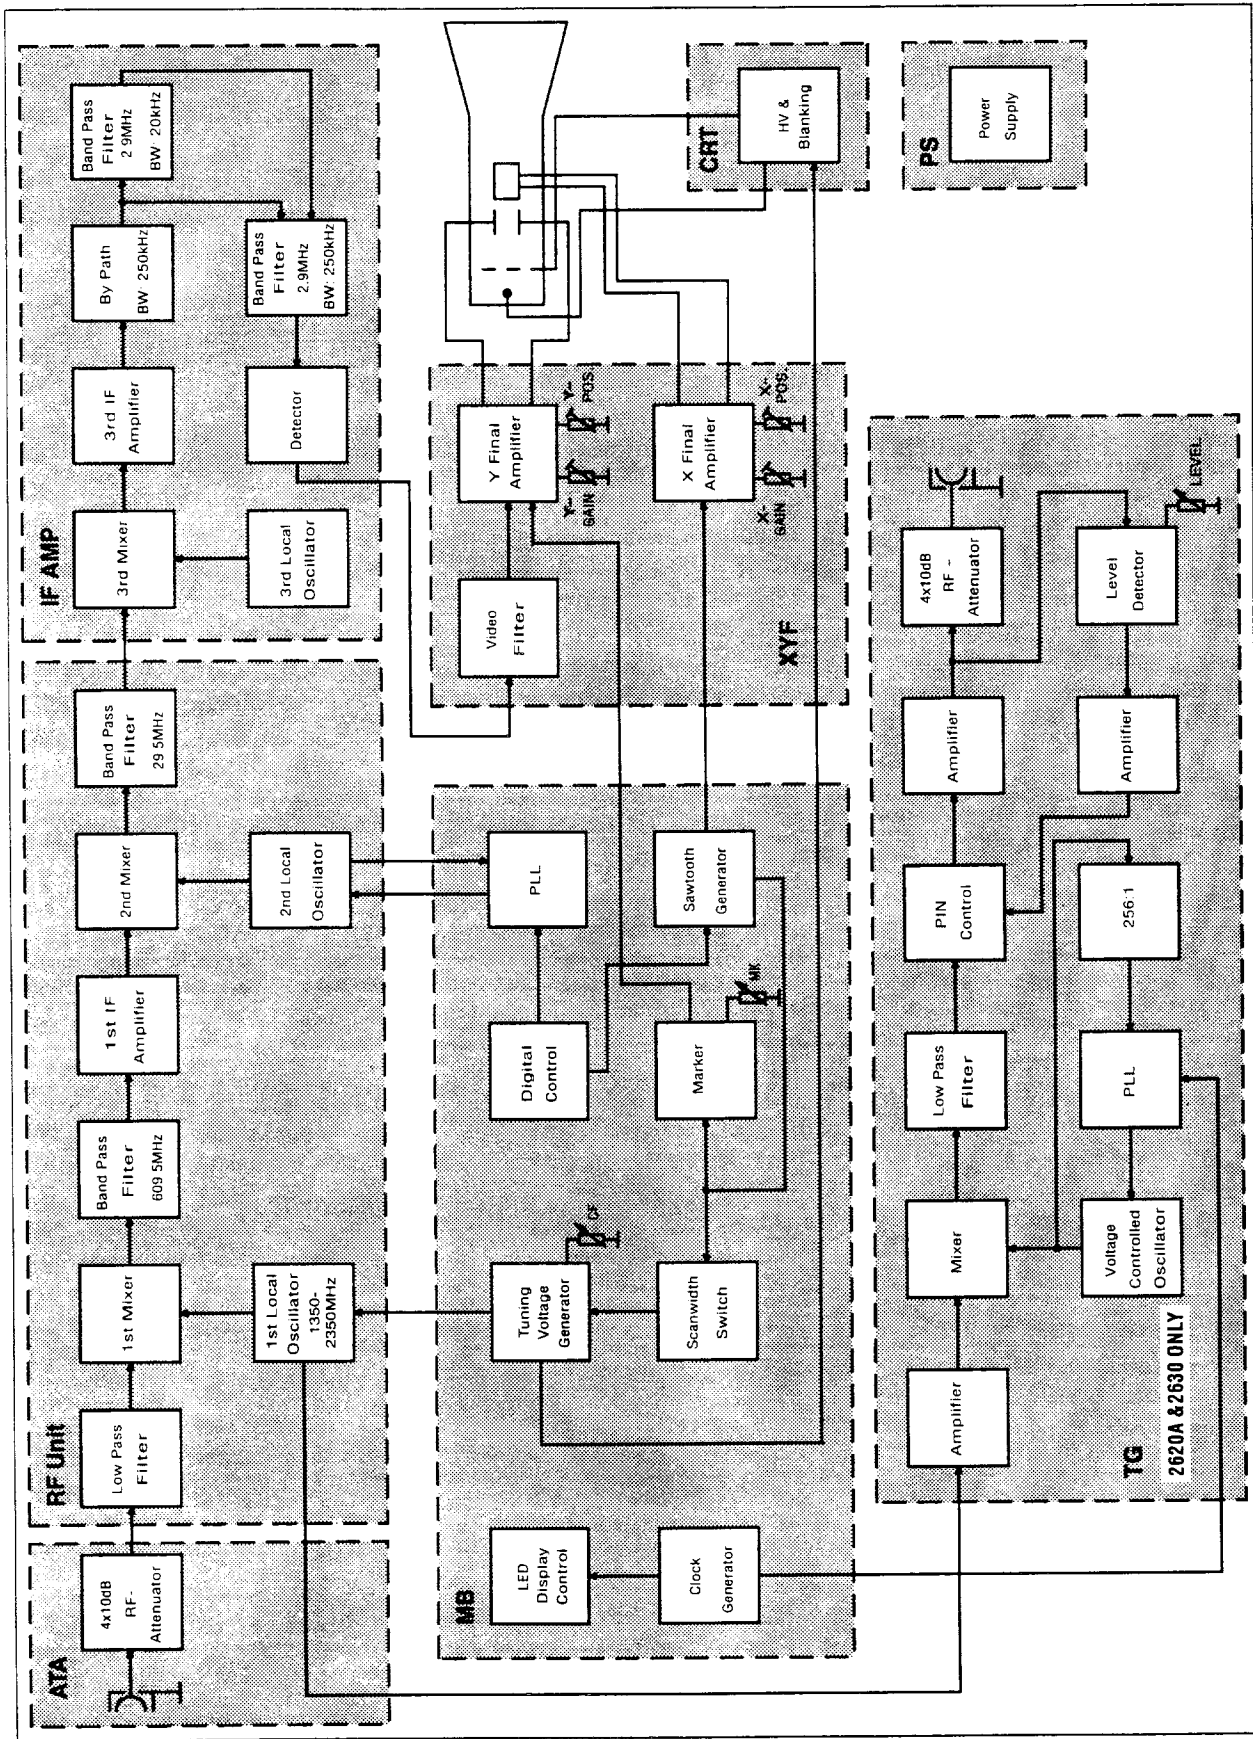 ATA
4x10dB
RF-
Attenuator
RF Unit
Low Pass
Filter
1st Mixer
Band Pass
Filter
609 5MHz
1st IF
Amplifier
2nd Mixer
Band Pass
Filter
29 5MHz
1st Local
Oscillator
1350-
2350MHz
2nd Local
Oscillator
IF AMP
3rd Mixer
3rd IF
Amplifier
By Path
BW: 250kHz
Band Pass
Filter
2 9MHz
BW: 20kHz
3rd Local
Oscillator
Detector
Band Pass
Filter
2.9MHz
BW: 250kHz
MB
LED
Display
Control
Clock
Generator
Tuning
Voltage
Generator
CF
Scanwidth
Switch
Digital
Control
Marker
MK
PLL
Sawtooth
Generator
XYF
Video
Filter
Y Final
Amplifier
Y-
GAIN
Y-
POS.
X Final
Amplifier
X-
GAIN
X-
POS.
CRT
HV &
Blanking
PS
Power
Supply
TG
2620A & 2630 ONLY
Amplifier
Mixer
Low Pass
Filter
PIN
Control
Amplifier
4x10dB
RF -
Attenuator
Voltage
Controlled
Oscillator
PLL
256:1
Amplifier
Level
Detector
LEVEL